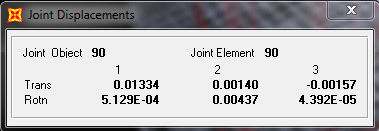 Joint Displacements
Joint Object 90 Joint Element 90
1 2 3
Trans 0.01334 0.00140 -0.00157
Rotn 5.129E-04 0.00437 4.392E-05